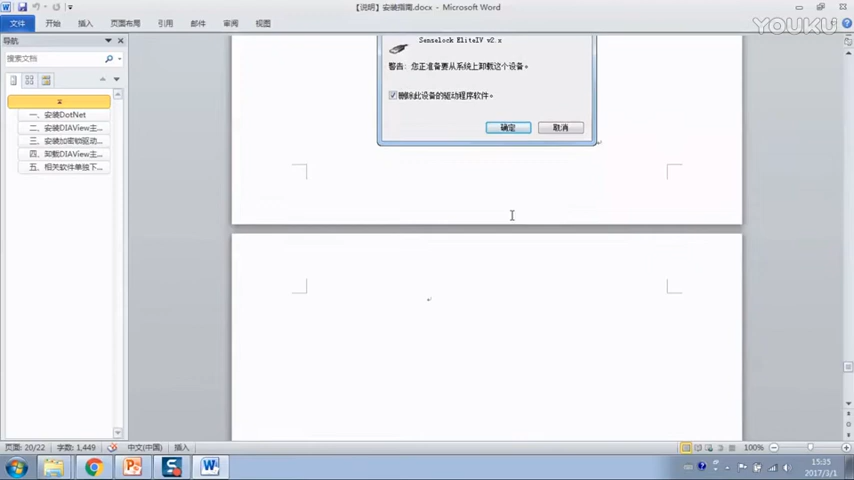 【说明】安装指南.docx - Microsoft Word
文件
开始
插入
页面布局
引用
邮件
审阅
视图
YOUKU
导航
搜索文档
一、安装DotNet
二、安装DIAView主...
三、安装加密锁驱动...
四、卸载DIAView主...
五、相关软件单独下...
Senselock EliteIV v2.x
警告：您正准备要从系统上卸载这个设备。
删除此设备的驱动程序软件。
确定
取消
页面: 20/22
字数: 1,449
中文(中国)
插入
100%
15:35
2017/3/1